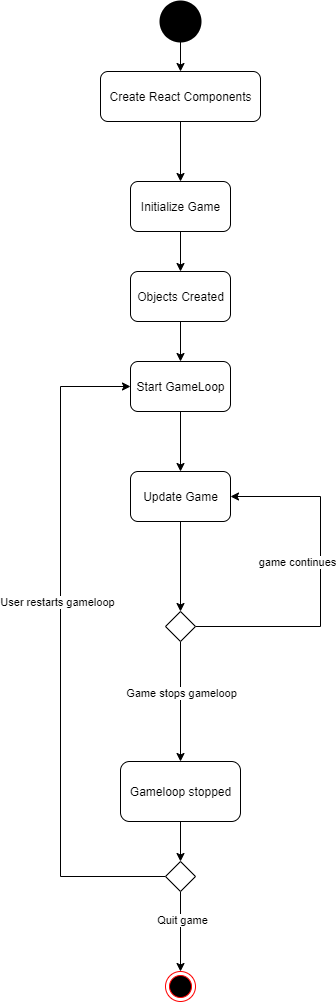 Create React Components
Initialize Game
Objects Created
Start GameLoop
Update Game
game continues
User restarts gameloop
Game stops gameloop
Gameloop stopped
Quit game